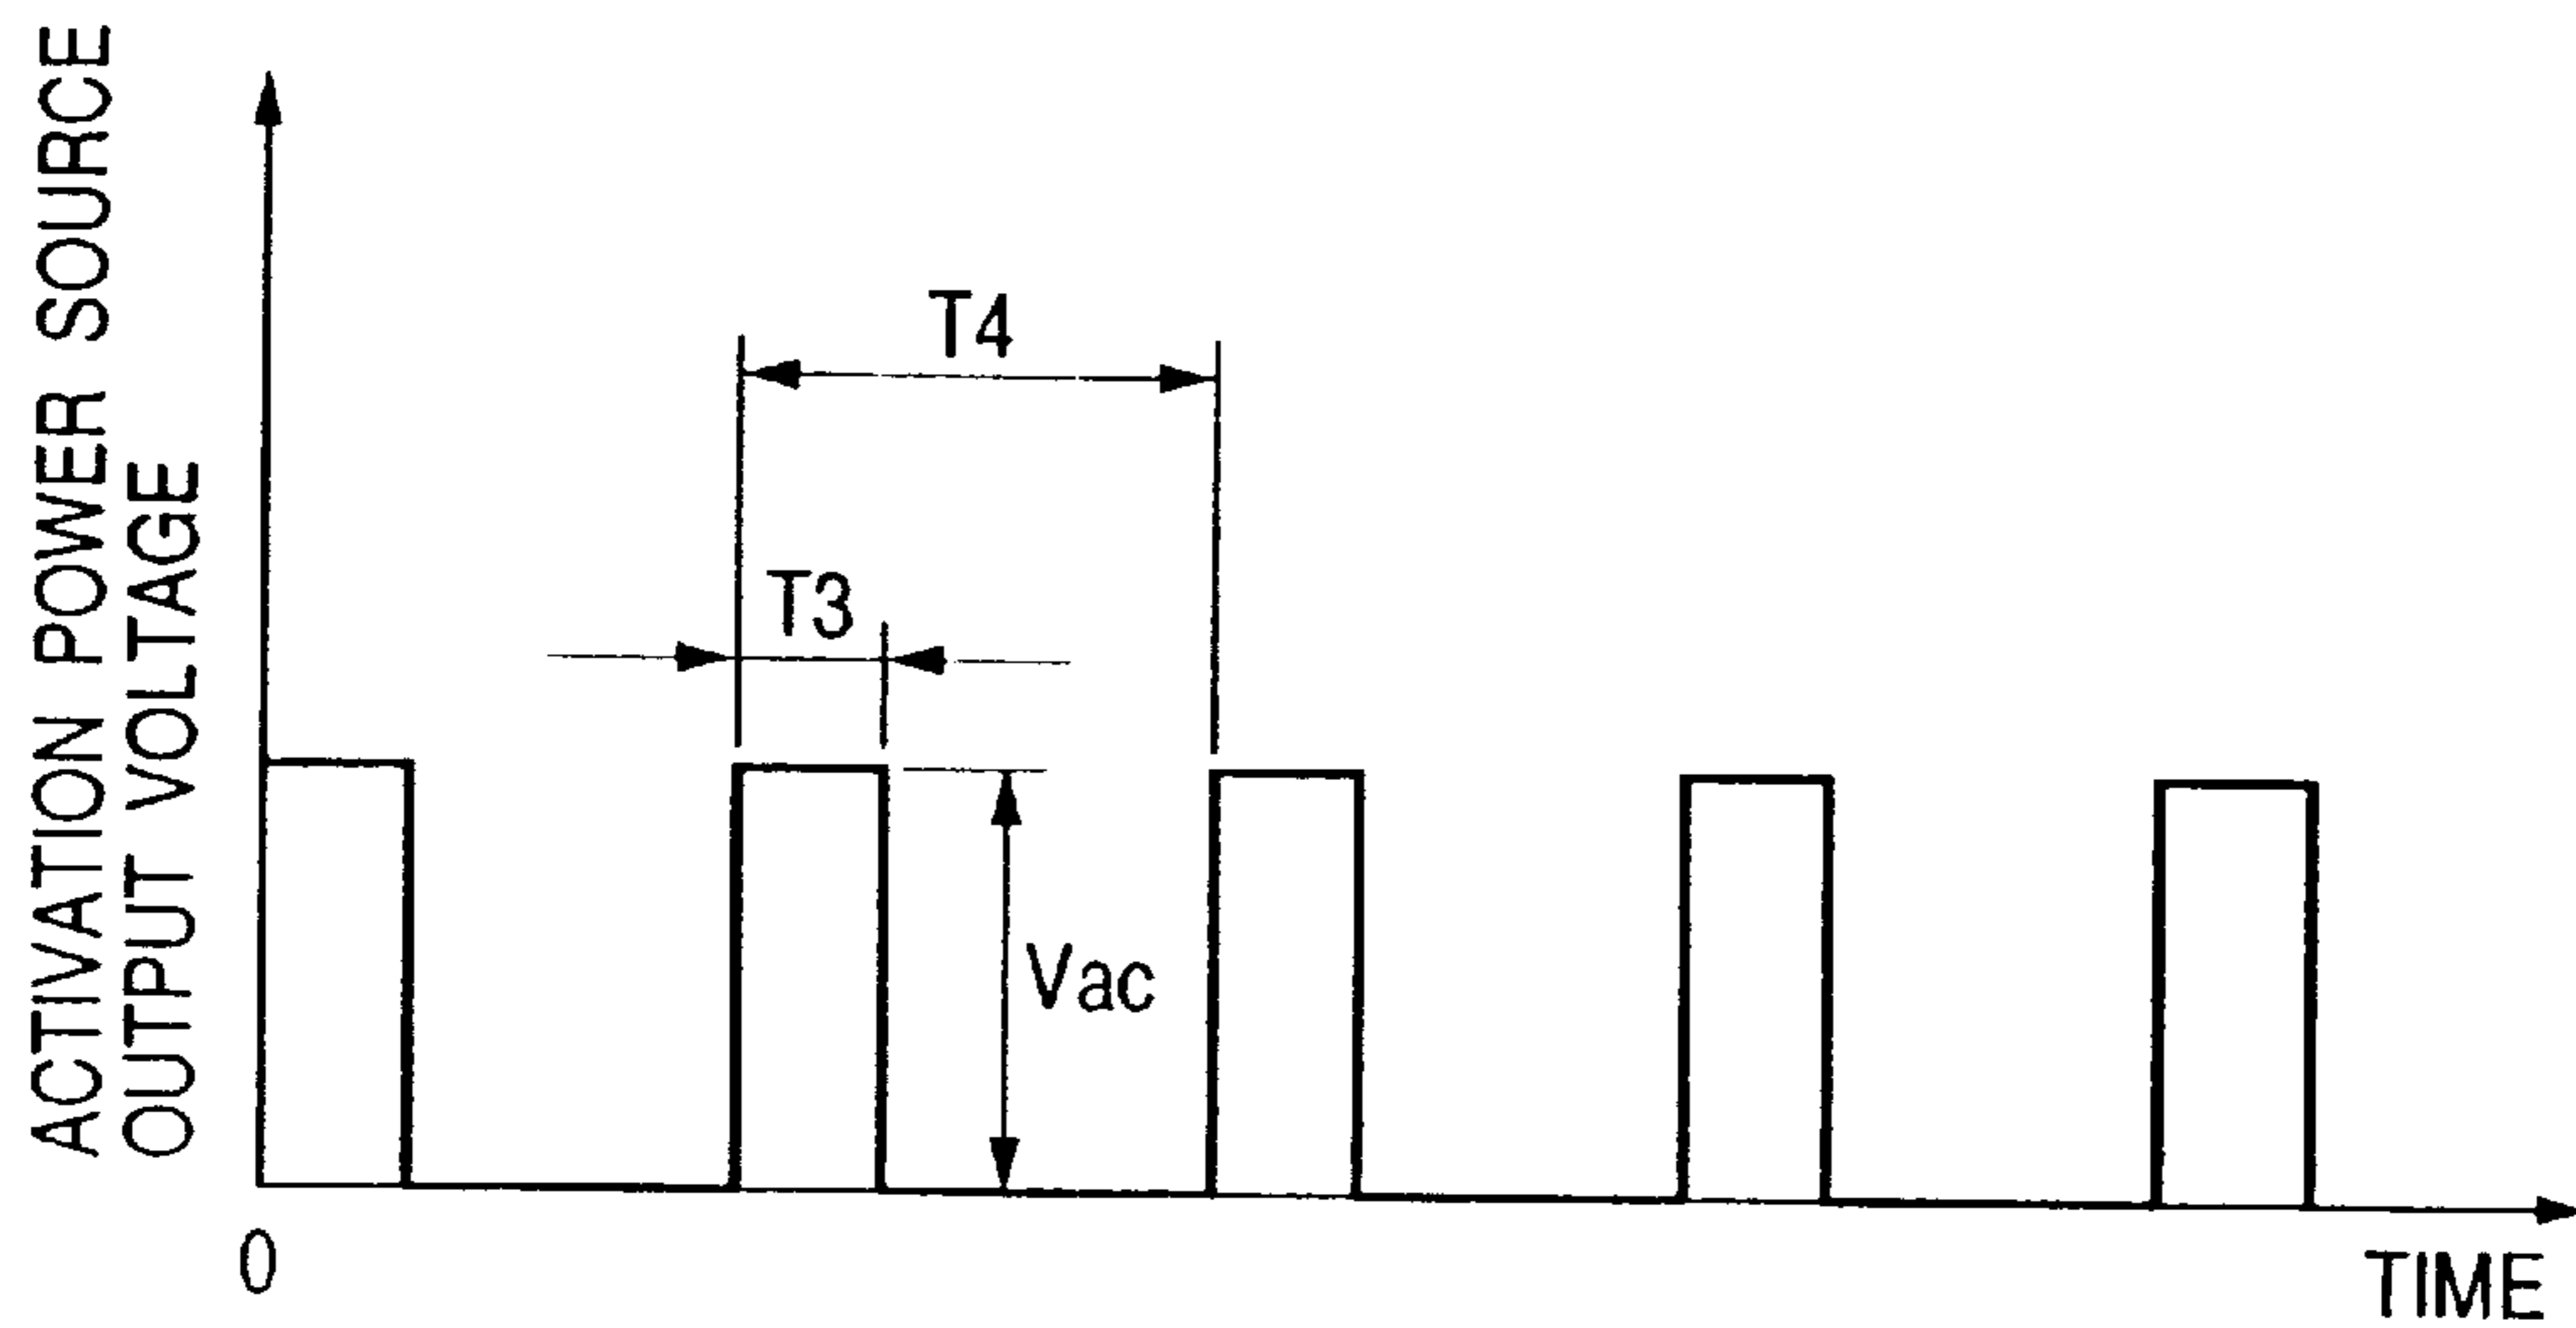 ACTIVATION POWER SOURCE
OUTPUT VOLTAGE
T4
T3
Vac
0
TIME